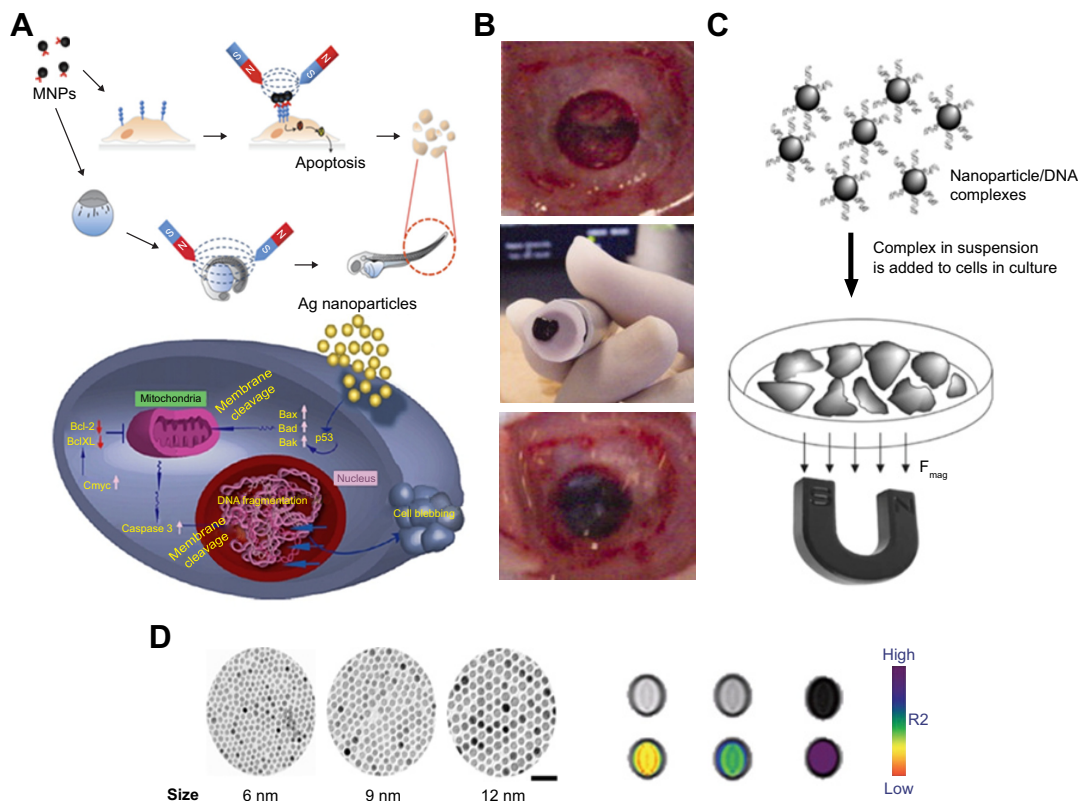 A
MNPs
S
N
N
S
Apoptosis
S
N
N
S
Ag nanoparticles
Mitochondria
Membrane
cleavage
Bcl-2
BclXL
Bax
Bad
Bak
p53
Cmyc
Nucleus
DNA fragmentation
Caspase 3
Membrane
cleavage
Cell blebbing
B
C
Nanoparticle/DNA
complexes
Complex in suspension
is added to cells in culture
Fmag
N
D
High
R2
Low
Size
6 nm
9 nm
12 nm